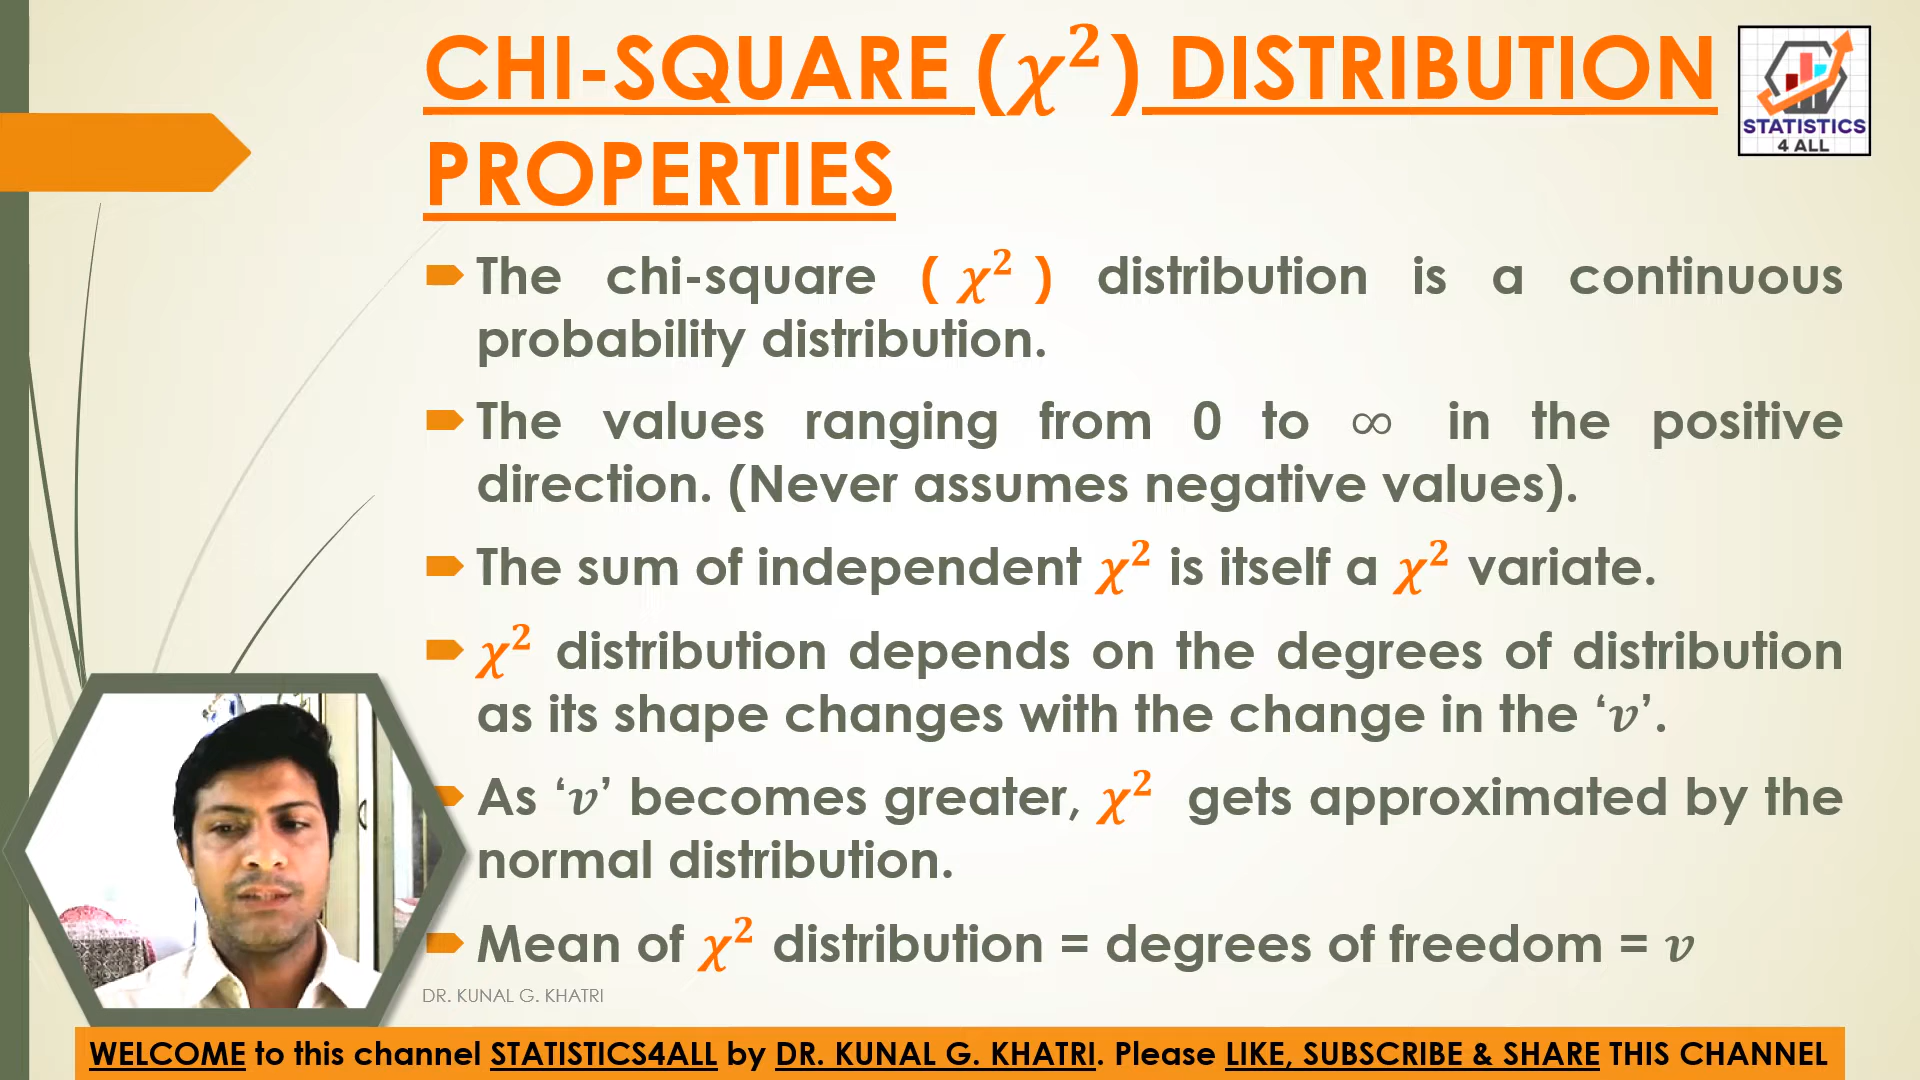 CHI-SQUARE (χ²) DISTRIBUTION
PROPERTIES
STATISTICS
4 ALL
The chi-square ( χ² ) distribution is a continuous
probability distribution.
The values ranging from 0 to ∞ in the positive
direction. (Never assumes negative values).
The sum of independent χ² is itself a χ² variate.
χ² distribution depends on the degrees of distribution
as its shape changes with the change in the ‘v’.
As ‘v’ becomes greater, χ² gets approximated by the
normal distribution.
Mean of χ² distribution = degrees of freedom = v
DR. KUNAL G. KHATRI
WELCOME to this channel STATISTICS4ALL by DR. KUNAL G. KHATRI. Please LIKE, SUBSCRIBE & SHARE THIS CHANNEL